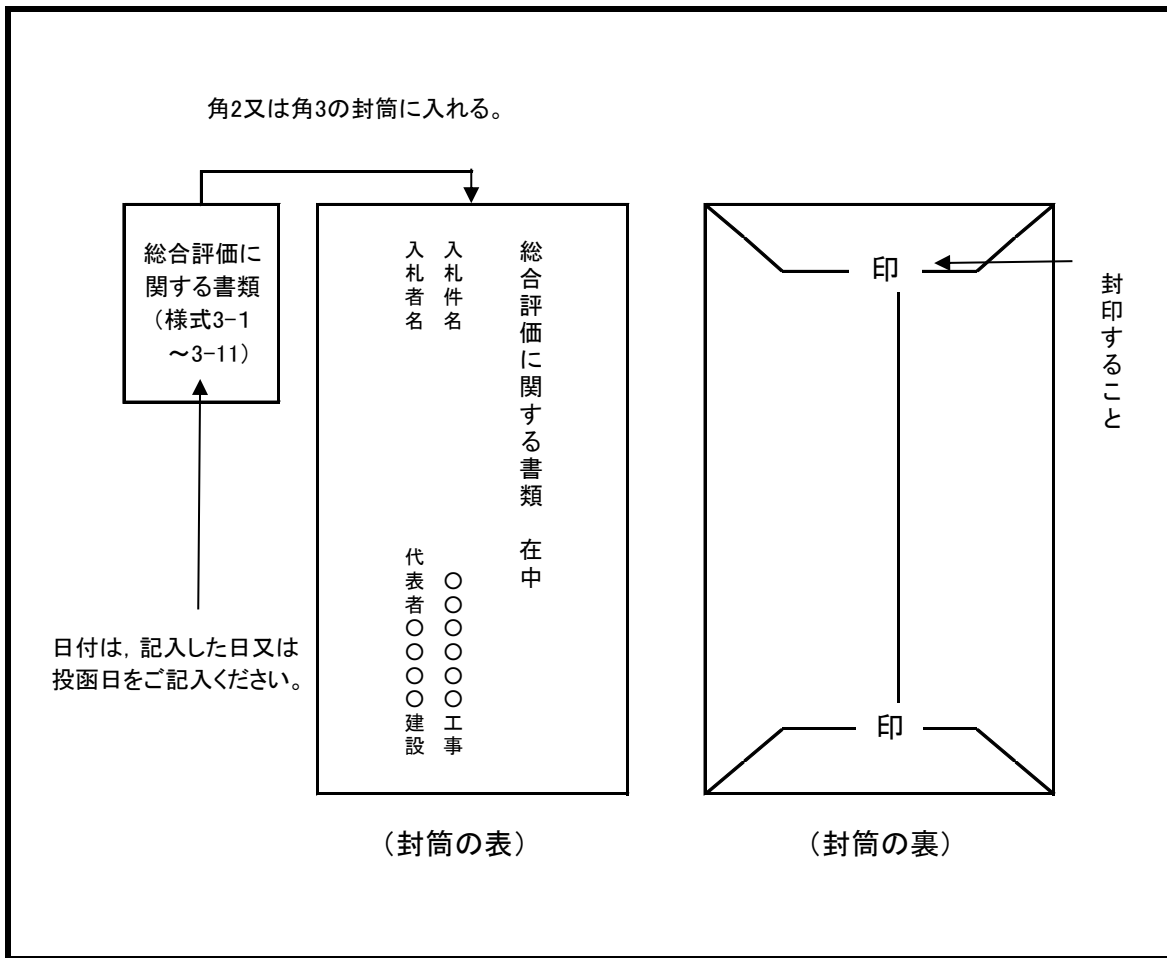 角2又は角3の封筒に入れる。
総合評価に
関する書類
（様式3-1
～3-11）
日付は，記入した日又は
投函日をご記入ください。
総合評価に関する書類　在中
入札件名　〇〇〇〇〇〇工事
入札者名　代表者〇〇〇〇建設
（封筒の表）
印
印
封印すること
（封筒の裏）